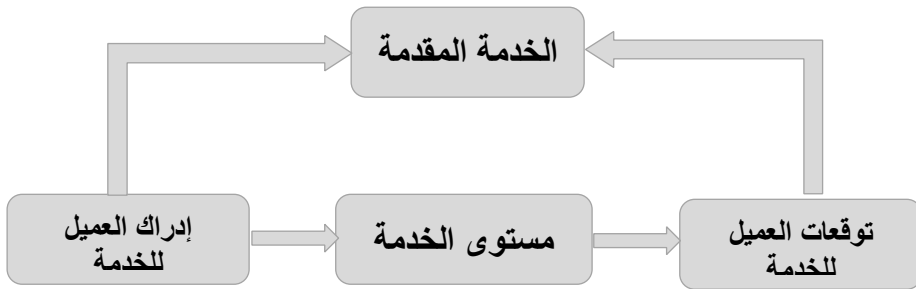 الخدمة المقدمة
توقعات العميل
للخدمة
مستوى الخدمة
إدراك العميل
للخدمة